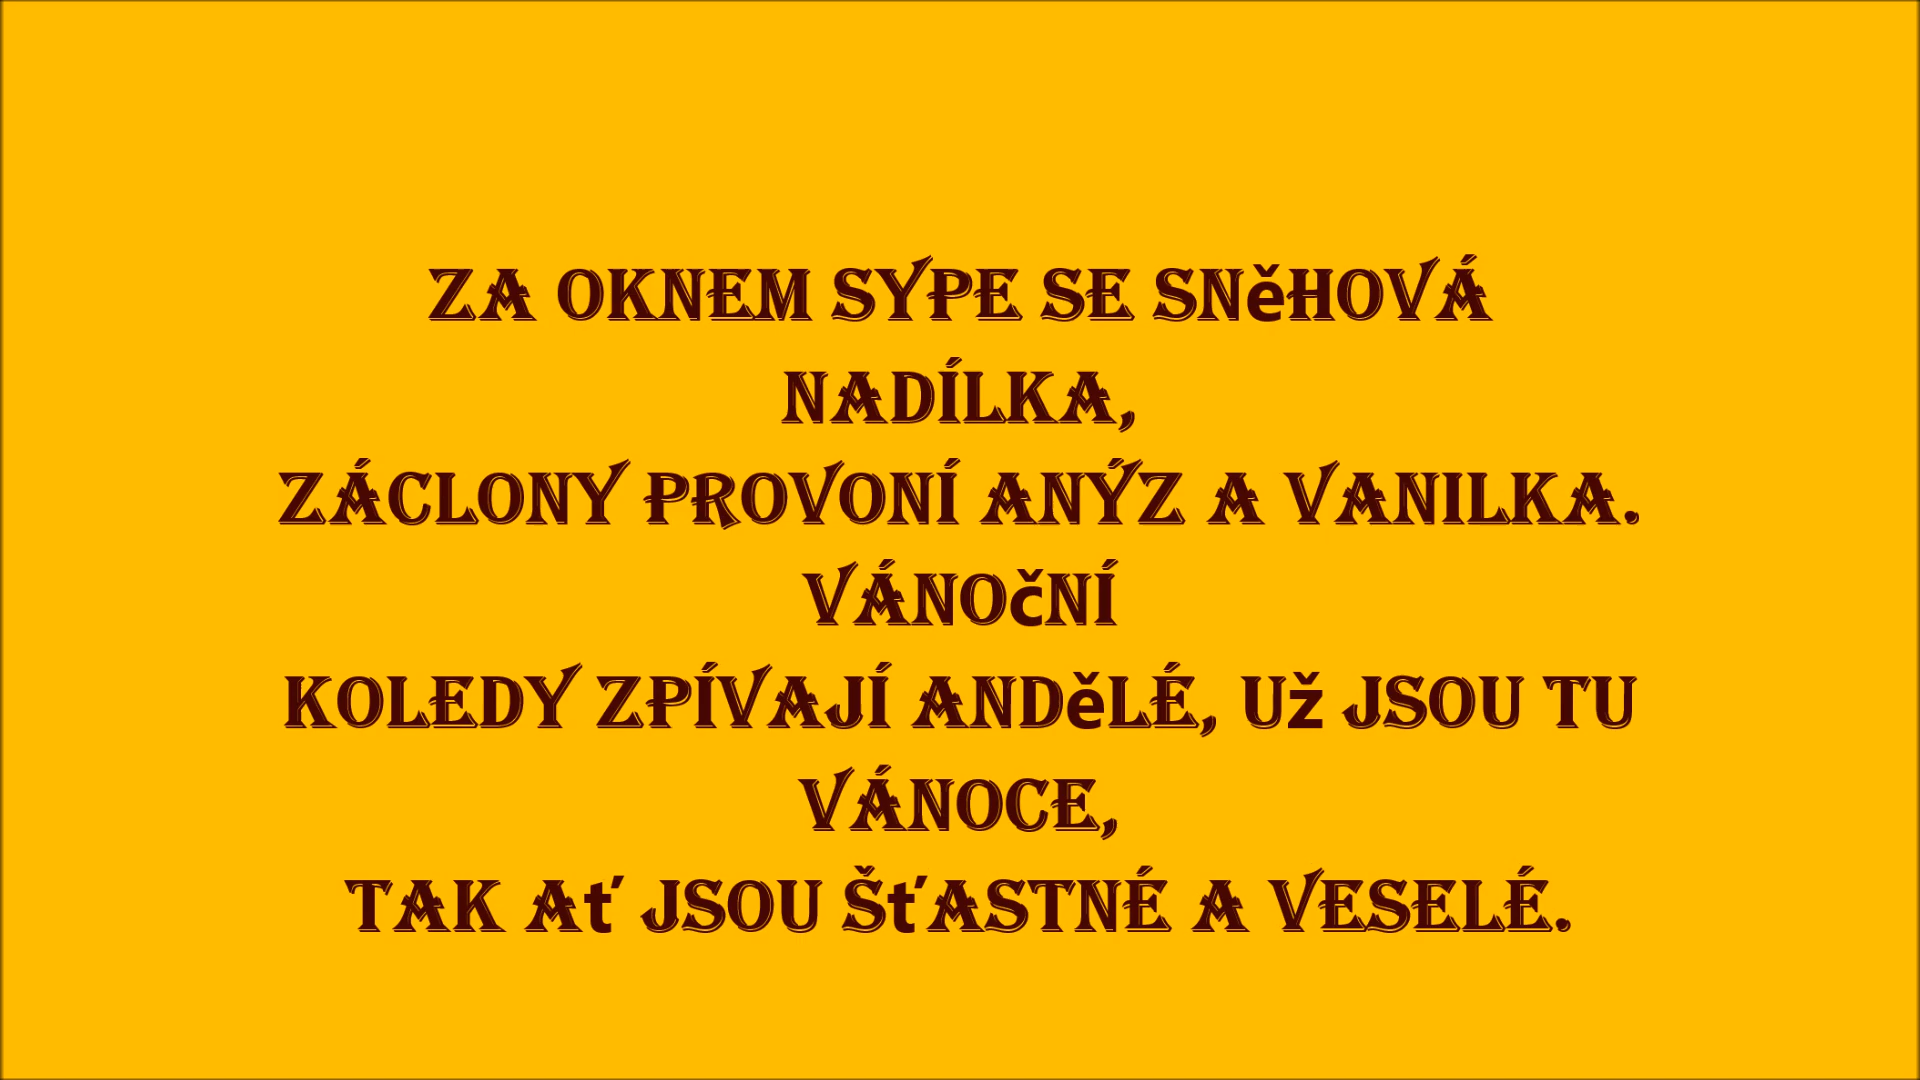 ZA OKNEM SYPE SE SNěHOVÁ
NADÍLKA,
ZÁCLONY PROVONÍ ANÝZ A VANILKA.
VÁNOčNÍ
KOLEDY ZPÍVAJÍ ANDěLÉ, Už JSOU TU
VÁNOCE,
TAK Ať JSOU ŠťASTNÉ A VESELÉ.